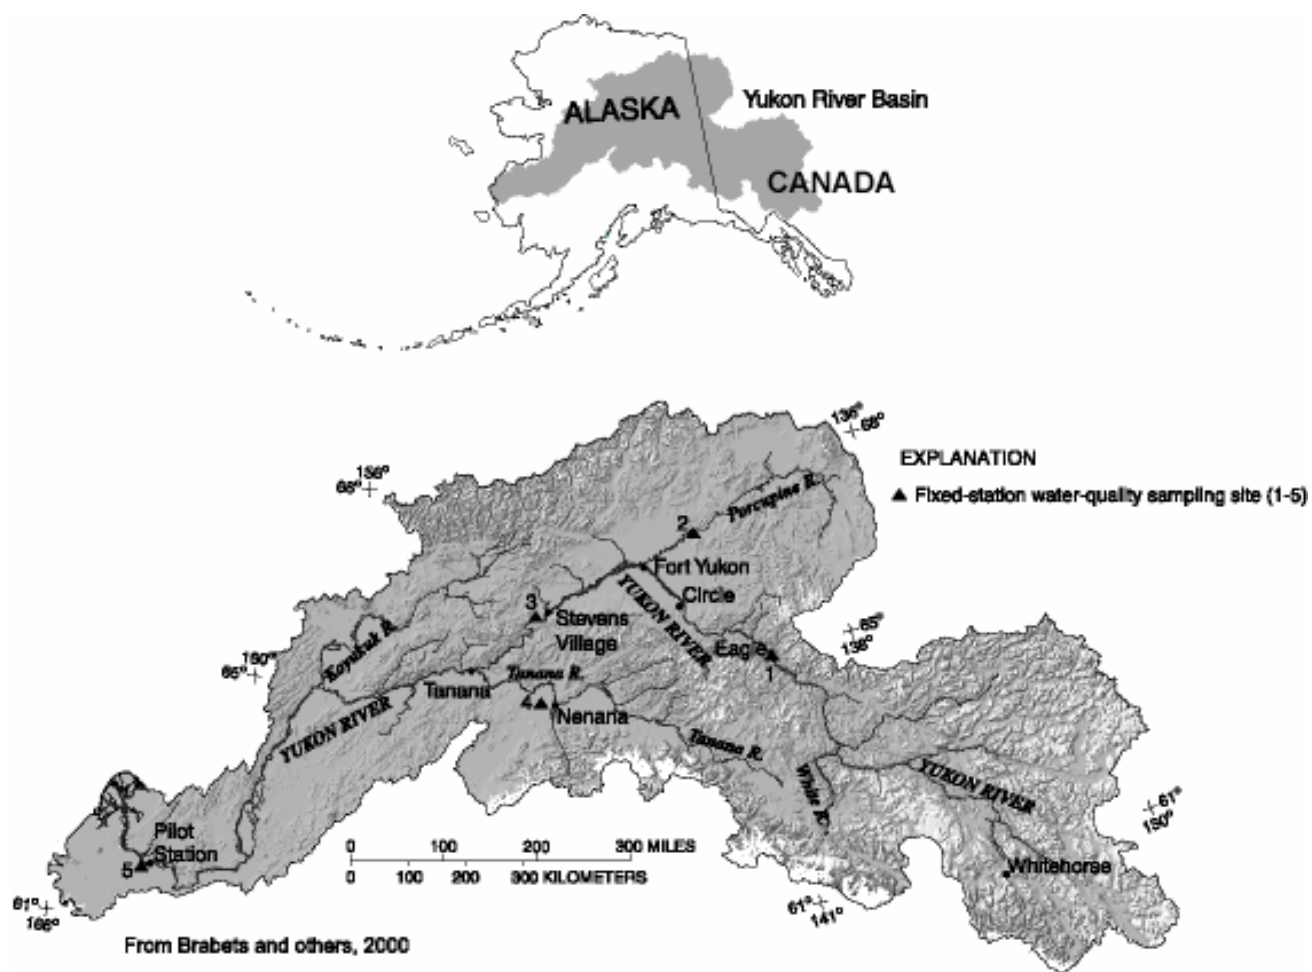 ALASKA
Yukon River Basin
CANADA
136°
68°
156°
68°
EXPLANATION
Fixed-station water-quality sampling site (1-5)
Porcupine R.
2
Fort Yukon
Circle
YUKON RIVER
3
Stevens
Village
Eagle
1
65°
136°
Koyukuk R.
160°
65°
Tanana
Tanana R.
4
Nenana
YUKON RIVER
Tanana R.
White R.
YUKON RIVER
61°
130°
Pilot
Station
5
0 100 200 300 MILES
0 100 200 300 KILOMETERS
Whitehorse
61°
166°
61°
141°
From Brabets and others, 2000